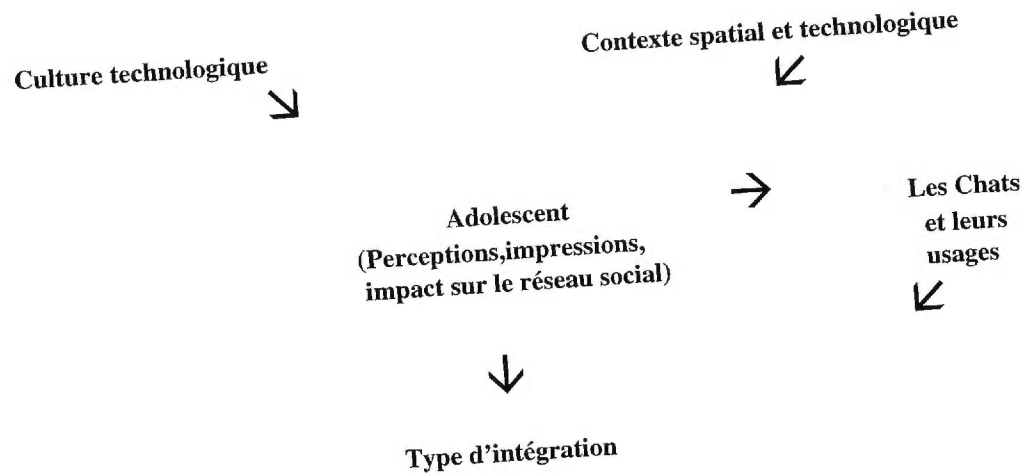 Contexte spatial et technologique
Culture technologique
Adolescent
(Perceptions,impressions,
impact sur le réseau social)
Les Chats
et leurs
usages
Type d'intégration